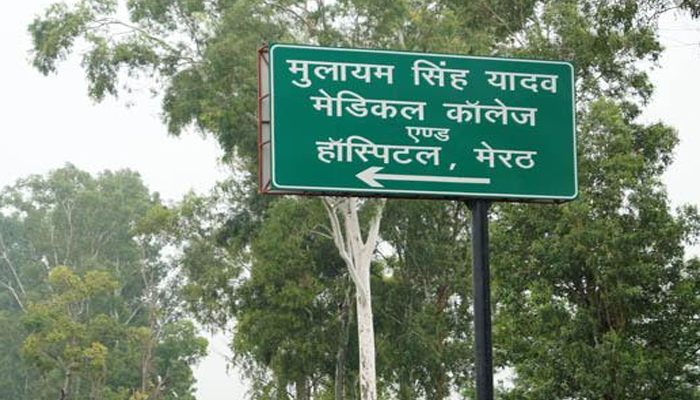 मुलायम सिंह यादव
मेडिकल कॉलेज
एण्ड
हॉस्पिटल, मेरठ